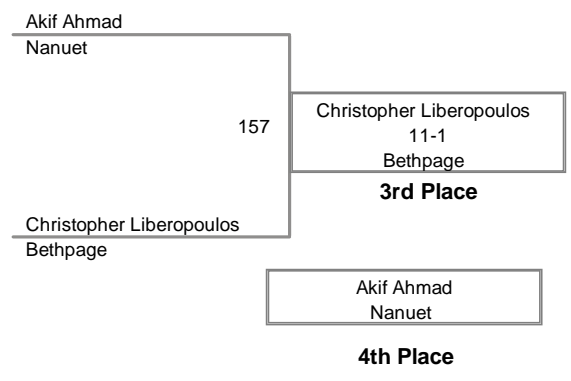 Akif Ahmad
Nanuet
157
Christopher Liberopoulos
11-1
Bethpage
3rd Place
Christopher Liberopoulos
Bethpage
Akif Ahmad
Nanuet
4th Place